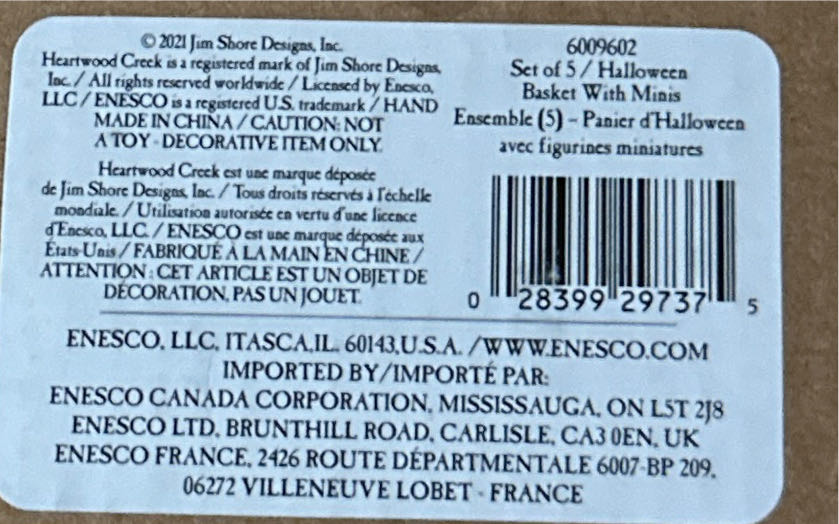 © 2021 Jim Shore Designs, Inc.
Heartwood Creek is a registered mark of Jim Shore Designs,
Inc. / All rights reserved worldwide / Licensed by Enesco,
LLC / ENESCO is a registered U.S. trademark / HAND
MADE IN CHINA / CAUTION: NOT
A TOY - DECORATIVE ITEM ONLY.
Heartwood Creek est une marque déposée
de Jim Shore Designs, Inc. / Tous droits réservés à l'échelle
mondiale. / Utilisation autorisée en vertu d'une licence
d'Enesco, LLC. / ENESCO est une marque déposée aux
États-Unis / FABRIQUÉ À LA MAIN EN CHINE /
ATTENTION : CET ARTICLE EST UN OBJET DE
DÉCORATION, PAS UN JOUET.
6009602
Set of 5 / Halloween
Basket With Minis
Ensemble (5) – Panier d'Halloween
avec figurines miniatures
0 28399 29737 5
ENESCO, LLC, ITASCA,IL. 60143,U.S.A. /WWW.ENESCO.COM
IMPORTED BY/IMPORTÉ PAR:
ENESCO CANADA CORPORATION, MISSISSAUGA, ON L5T 2J8
ENESCO LTD, BRUNTHILL ROAD, CARLISLE, CA3 0EN, UK
ENESCO FRANCE, 2426 ROUTE DÉPARTMENTALE 6007-BP 209,
06272 VILLENEUVE LOBET - FRANCE